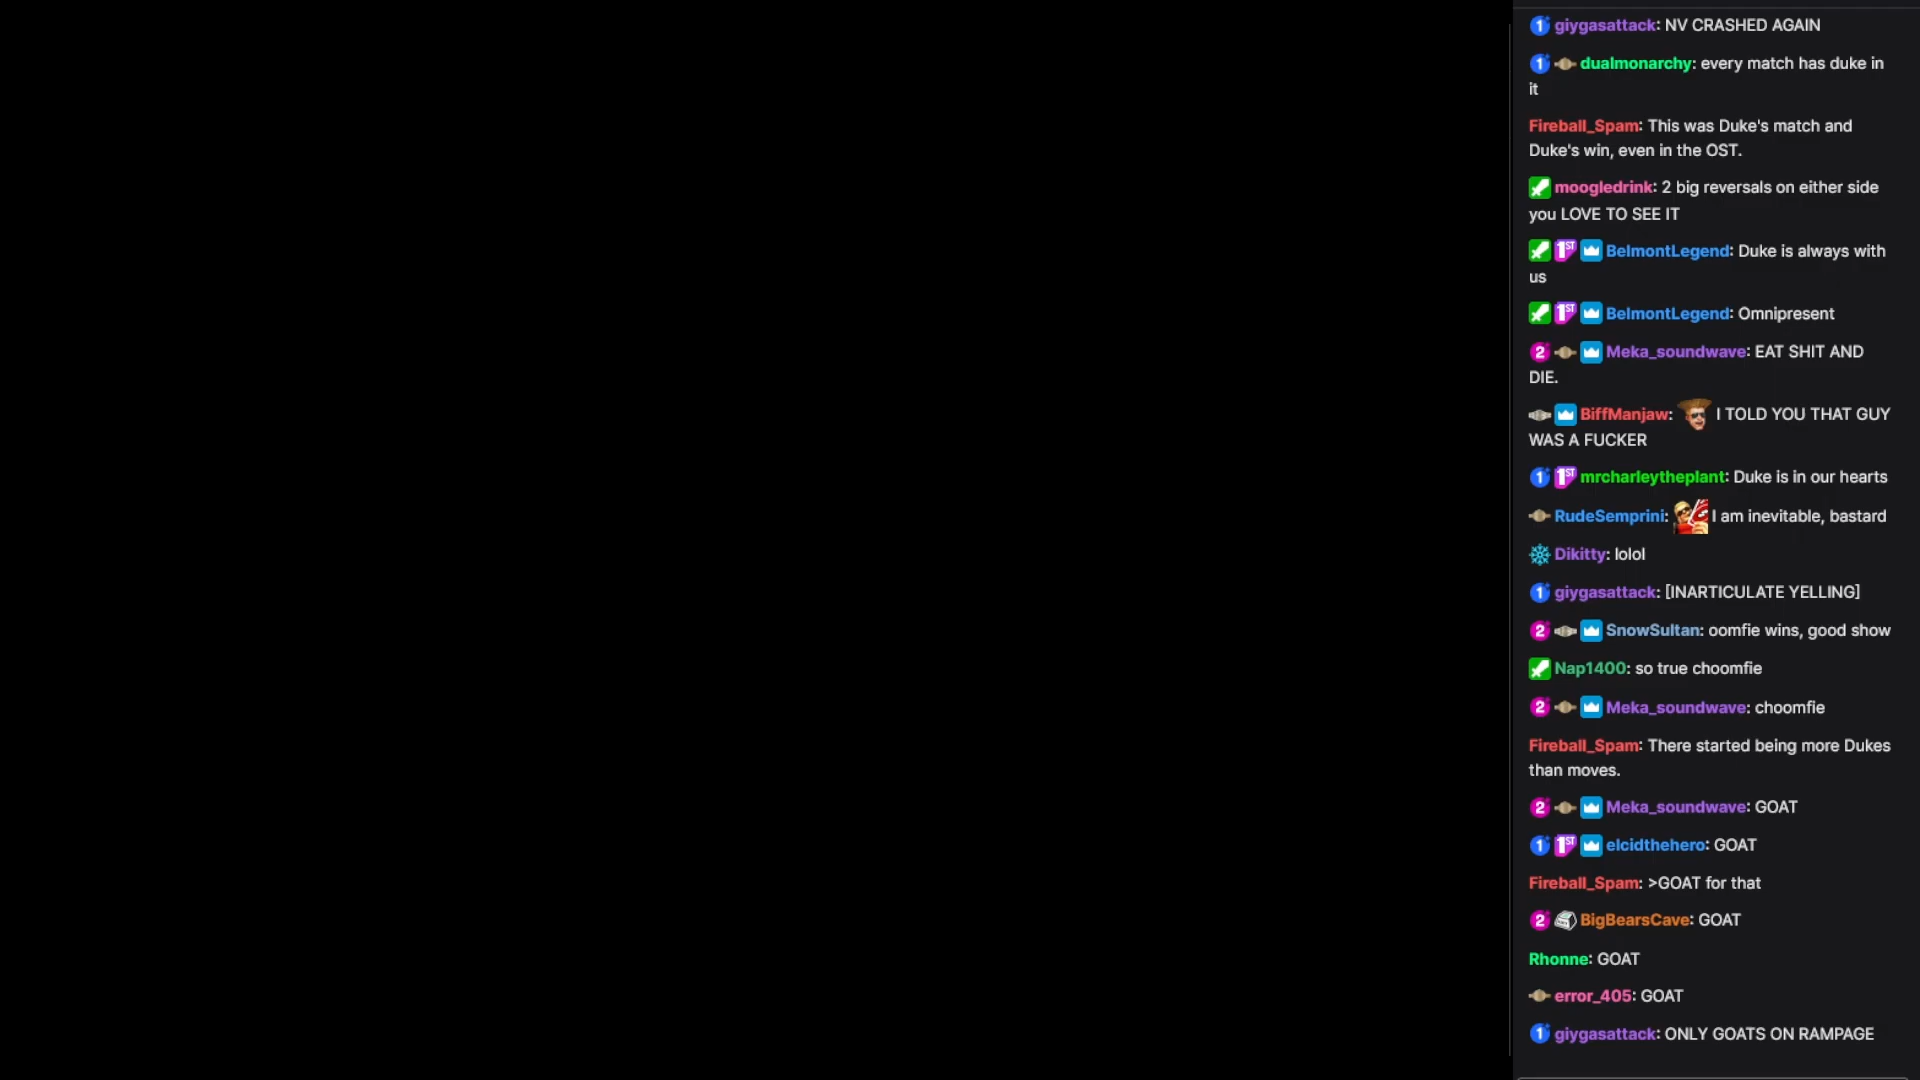 giygasattack: NV CRASHED AGAIN
dualmonarchy: every match has duke in
it
Fireball_Spam: This was Duke's match and
Duke's win, even in the OST.
moogledrink: 2 big reversals on either side
you LOVE TO SEE IT
BelmontLegend: Duke is always with
us
BelmontLegend: Omnipresent
Meka_soundwave: EAT SHIT AND
DIE.
BiffManjaw: I TOLD YOU THAT GUY
WAS A FUCKER
mrcharleytheplant: Duke is in our hearts
RudeSemprini: I am inevitable, bastard
Dikitty: lolol
giygasattack: [INARTICULATE YELLING]
SnowSultan: oomfie wins, good show
Nap1400: so true choomfie
Meka_soundwave: choomfie
Fireball_Spam: There started being more Dukes
than moves.
Meka_soundwave: GOAT
elcidthehero: GOAT
Fireball_Spam: >GOAT for that
BigBearsCave: GOAT
Rhonne: GOAT
error_405: GOAT
giygasattack: ONLY GOATS ON RAMPAGE